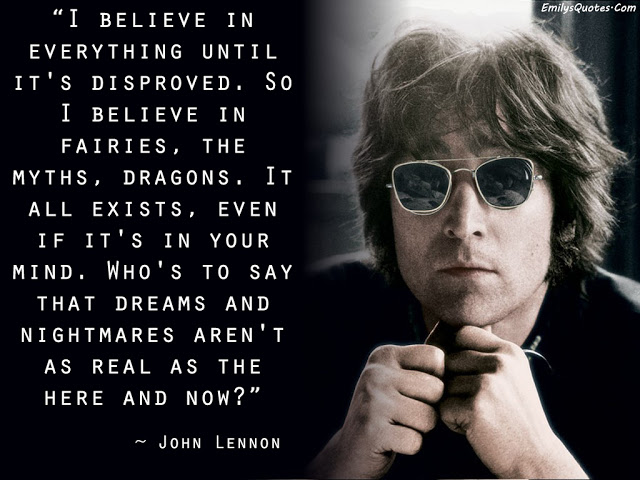 EmilysQuotes.Com
“I believe in
everything until
it's disproved. So
I believe in
fairies, the
myths, dragons. It
all exists, even
if it's in your
mind. Who's to say
that dreams and
nightmares aren't
as real as the
here and now?”
~ John Lennon